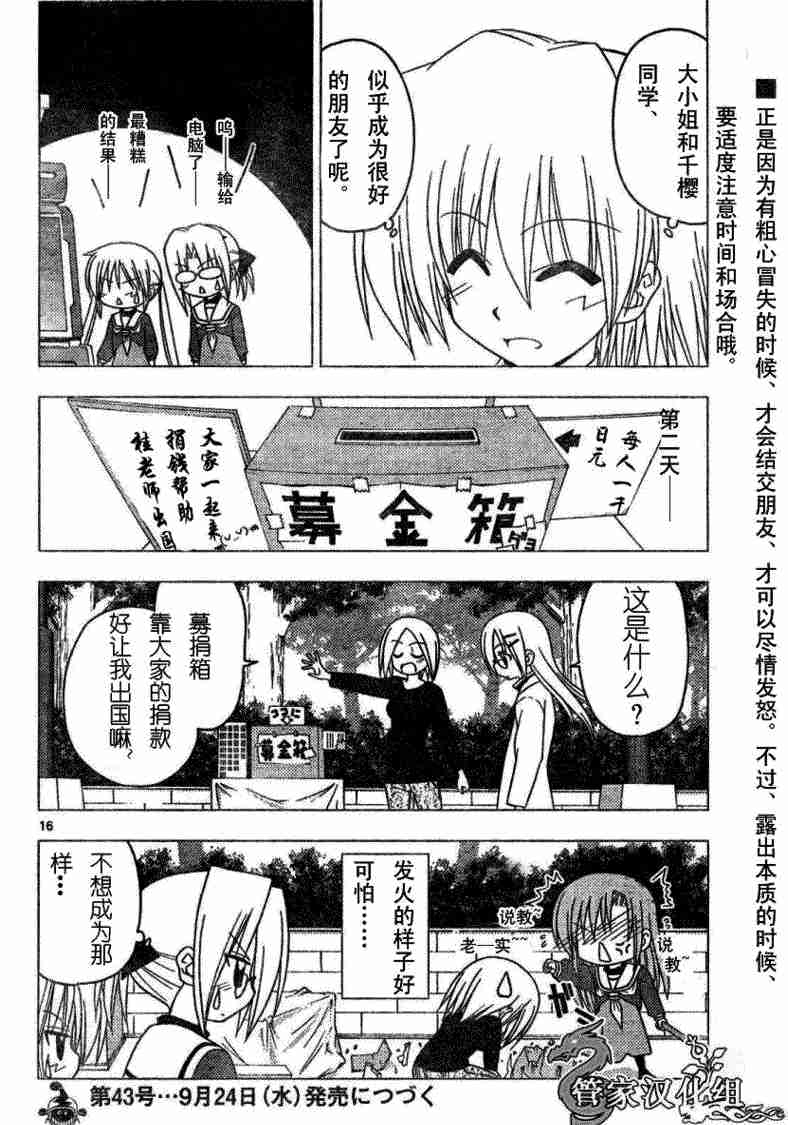 ■正是因为有粗心冒失的时候、才会结交朋友、才可以尽情发怒。不过、露出本质的时候、
要适度注意时间和场合哦。
大小姐和千樱
同学、
似乎成为很好
的朋友了呢。
呜——输给
电脑了——
最糟糕
的结果——
第二天——
每人一千
日元
募金箱
ダヨ
大家一起来
捐钱帮助
桂老师出国
这是什么？
募捐箱
靠大家的捐款
好让我出国嘛~
募金箱
16
说教~
说教~
老一实~~
发火的样子好
可怕……
不想成为那
样……
第43号…9月24日(水)発売につづく
管家汉化组